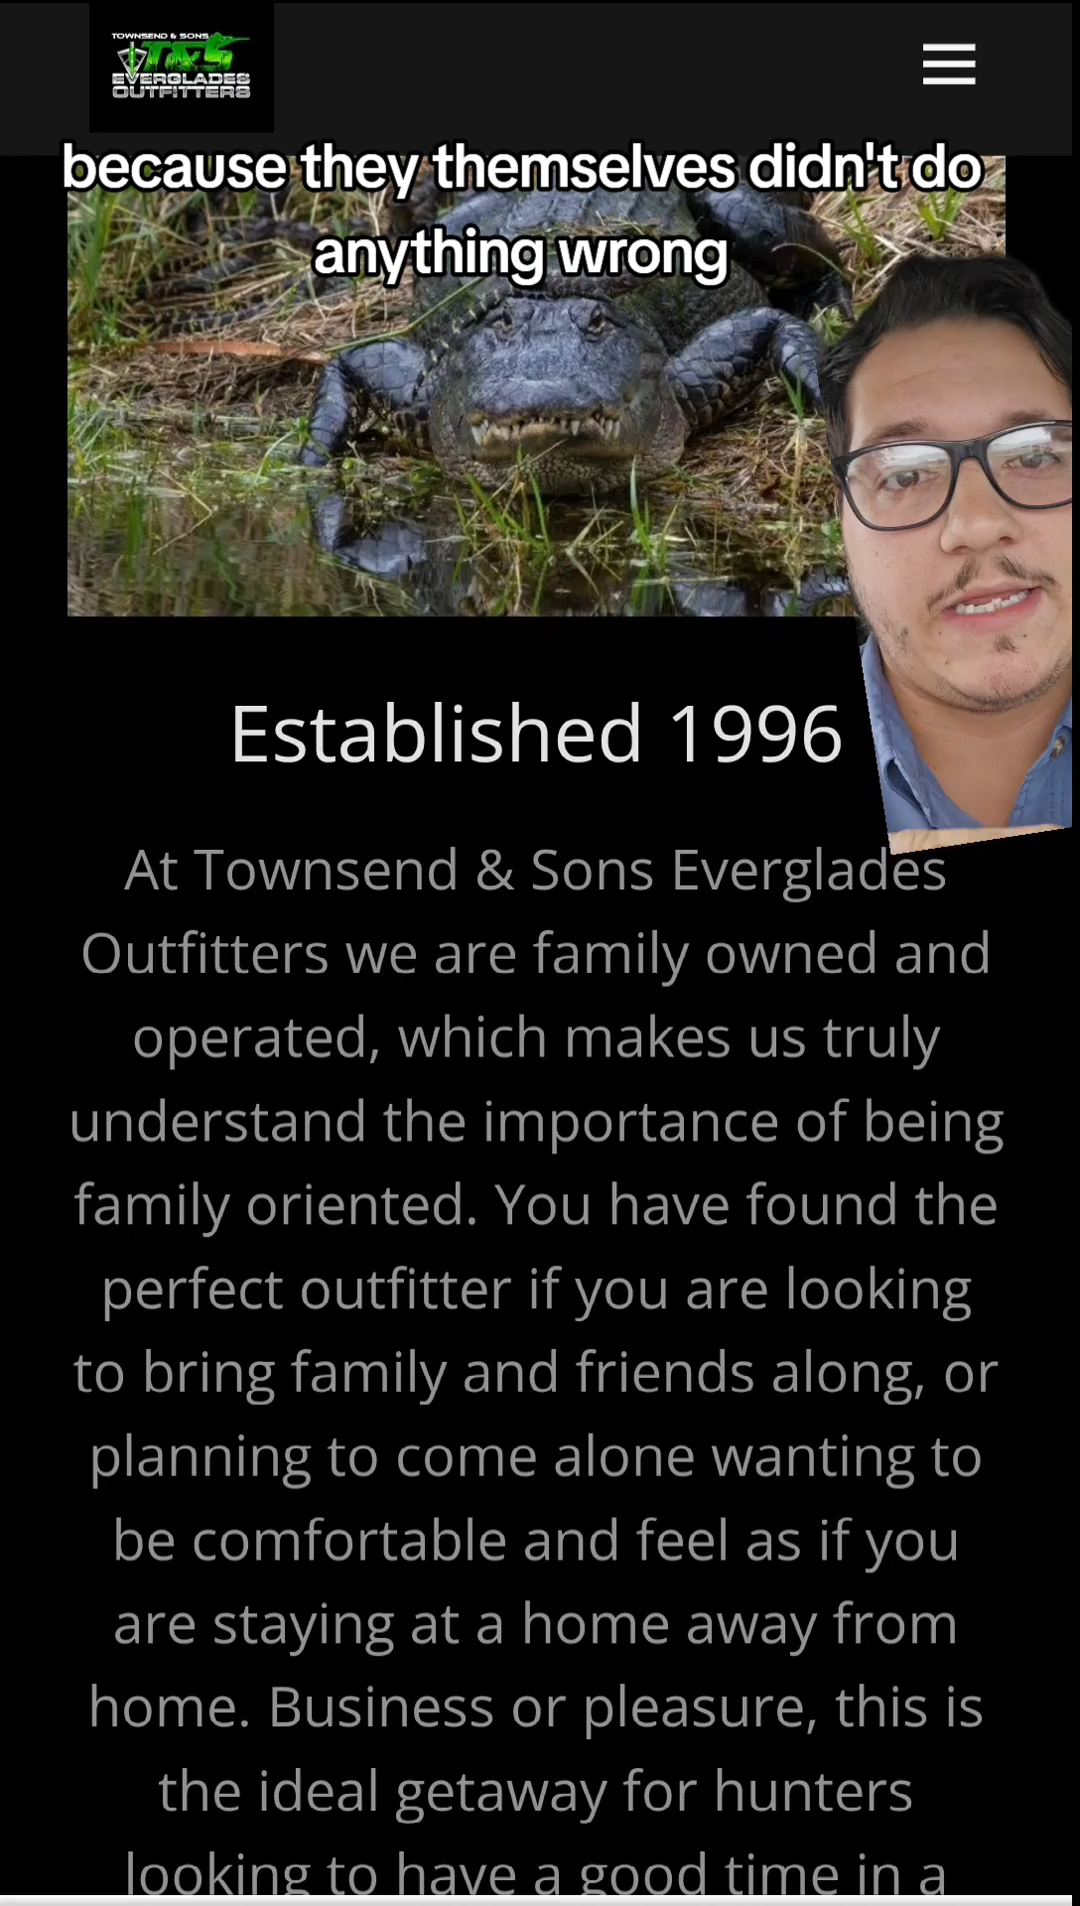 TOWNSEND & SONS
T&S
EVERGLADES
OUTFITTERS
because they themselves didn't do
anything wrong
Established 1996
At Townsend & Sons Everglades
Outfitters we are family owned and
operated, which makes us truly
understand the importance of being
family oriented. You have found the
perfect outfitter if you are looking
to bring family and friends along, or
planning to come alone wanting to
be comfortable and feel as if you
are staying at a home away from
home. Business or pleasure, this is
the ideal getaway for hunters
looking to have a good time in a